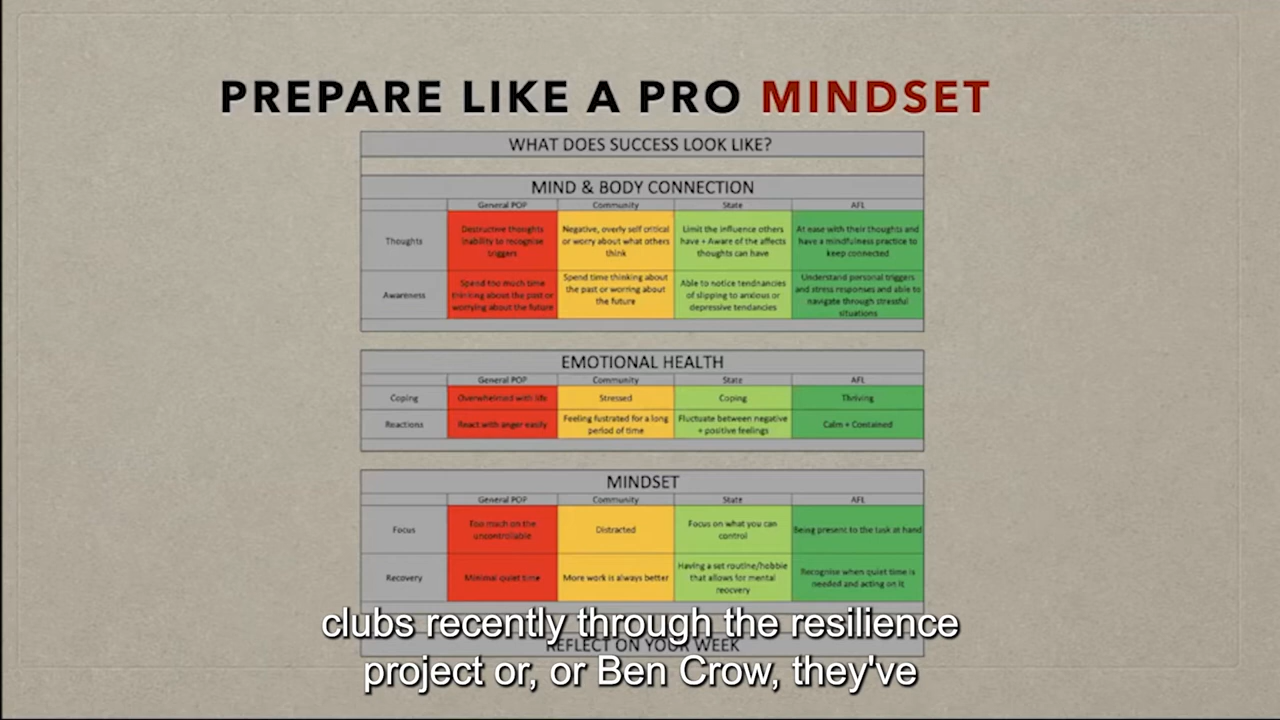 PREPARE LIKE A PRO MINDSET
WHAT DOES SUCCESS LOOK LIKE?
MIND & BODY CONNECTION
General POP Community State AFL
Thoughts
Destructive thoughts
inability to recognise
triggers
Negative, overly self critical
or worry about what others
think
Limit the influence others
have + Aware of the affects
thoughts can have
At ease with their thoughts and
have a mindfulness practice to
keep connected
Awareness
Spend too much time
thinking about the past or
worrying about the future
Spend time thinking about
the past or worring about
the future
Able to notice tendnancies
of slipping to anxious or
depressive tendancies
Understand personal triggers
and stress responses and able to
navigate through stressful
situations
EMOTIONAL HEALTH
General POP Community State AFL
Coping Overwhelmed with life Stressed Coping Thriving
Reactions
React with anger easily
Feeling fustrated for a long
period of time
Fluctuate between negative
+ positive feelings
Calm + Contained
MINDSET
General POP Community State AFL
Focus
Too much on the
uncontrollable
Distracted
Focus on what you can
control
Being present to the task at hand
Recovery
Minimal quiet time
More work is always better
Having a set routine/hobbie
that allows for mental
recovery
Recognise when quiet time is
needed and acting on it
REFLECT ON YOUR WEEK
clubs recently through the resilience
project or, or Ben Crow, they've